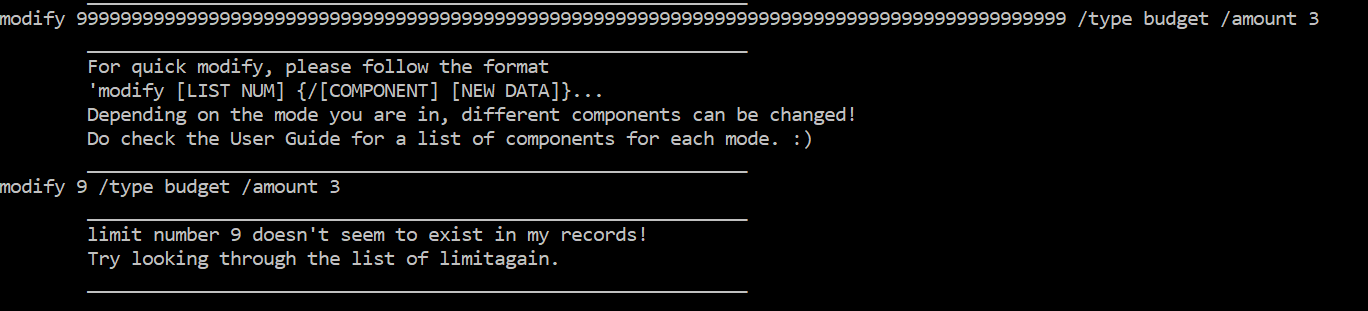 modify 999999999999999999999999999999999999999999999999999999999999999999999999999999999999999999 /type budget /amount 3
For quick modify, please follow the format
'modify [LIST NUM] {/[COMPONENT] [NEW DATA]}...
Depending on the mode you are in, different components can be changed!
Do check the User Guide for a list of components for each mode. :)
modify 9 /type budget /amount 3
limit number 9 doesn't seem to exist in my records!
Try looking through the list of limitagain.